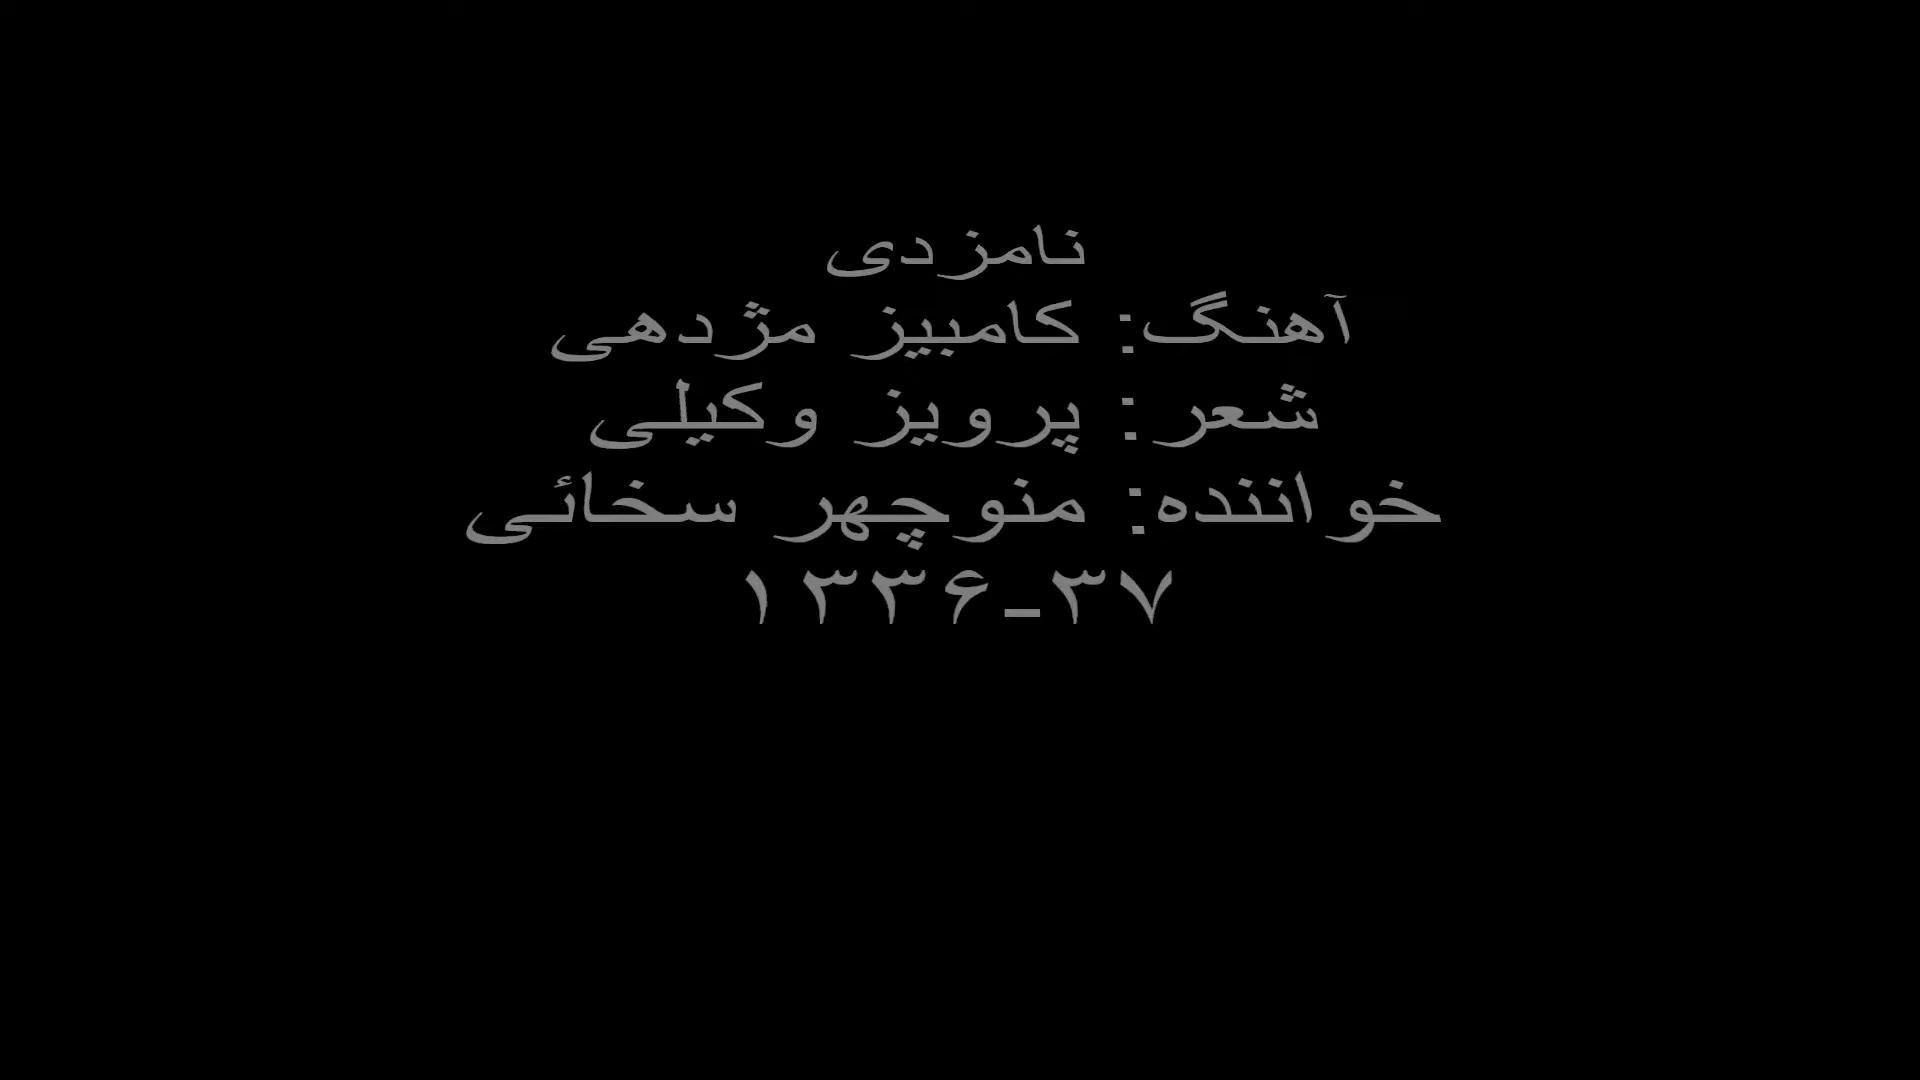 نامزدی
آهنگ: کامبیز مژدهی
شعر: پرویز وکیلی
خواننده: منوچهر سخائی
۱۳۳۶-۳۷